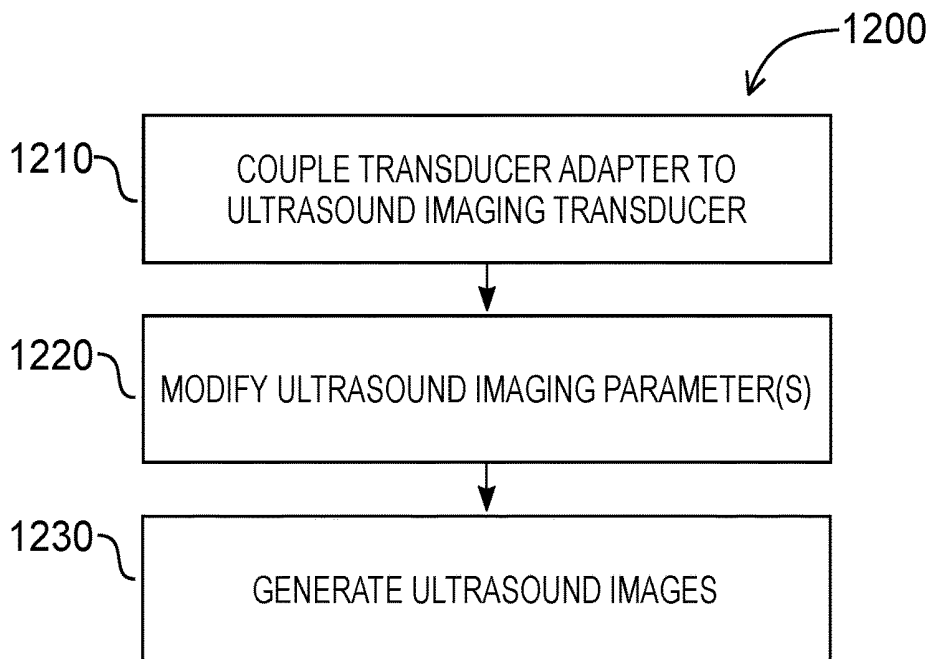 1200
1210
COUPLE TRANSDUCER ADAPTER TO
ULTRASOUND IMAGING TRANSDUCER
1220
MODIFY ULTRASOUND IMAGING PARAMETER(S)
1230
GENERATE ULTRASOUND IMAGES